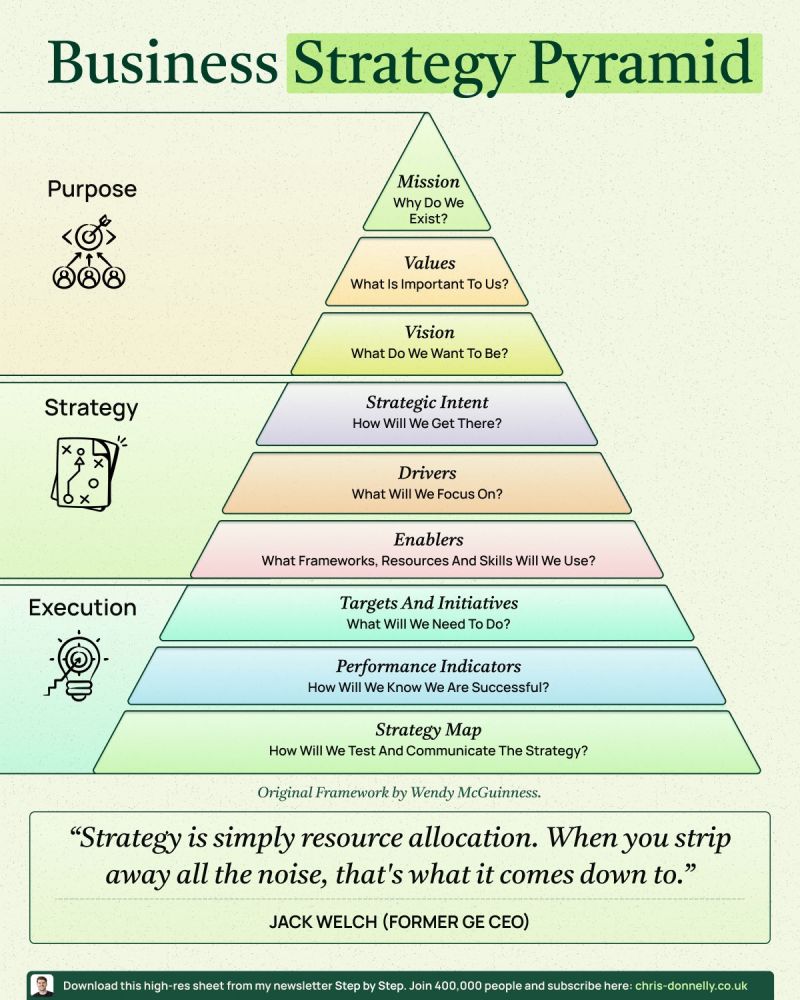 Business Strategy Pyramid
Purpose
Mission
Why Do We
Exist?
Values
What Is Important To Us?
Vision
What Do We Want To Be?
Strategy
Strategic Intent
How Will We Get There?
Drivers
What Will We Focus On?
Enablers
What Frameworks, Resources And Skills Will We Use?
Execution
Targets And Initiatives
What Will We Need To Do?
Performance Indicators
How Will We Know We Are Successful?
Strategy Map
How Will We Test And Communicate The Strategy?
Original Framework by Wendy McGuinness.
“Strategy is simply resource allocation. When you strip
away all the noise, that's what it comes down to.”
JACK WELCH (FORMER GE CEO)
Download this high-res sheet from my newsletter Step by Step. Join 400,000 people and subscribe here: chris-donnelly.co.uk